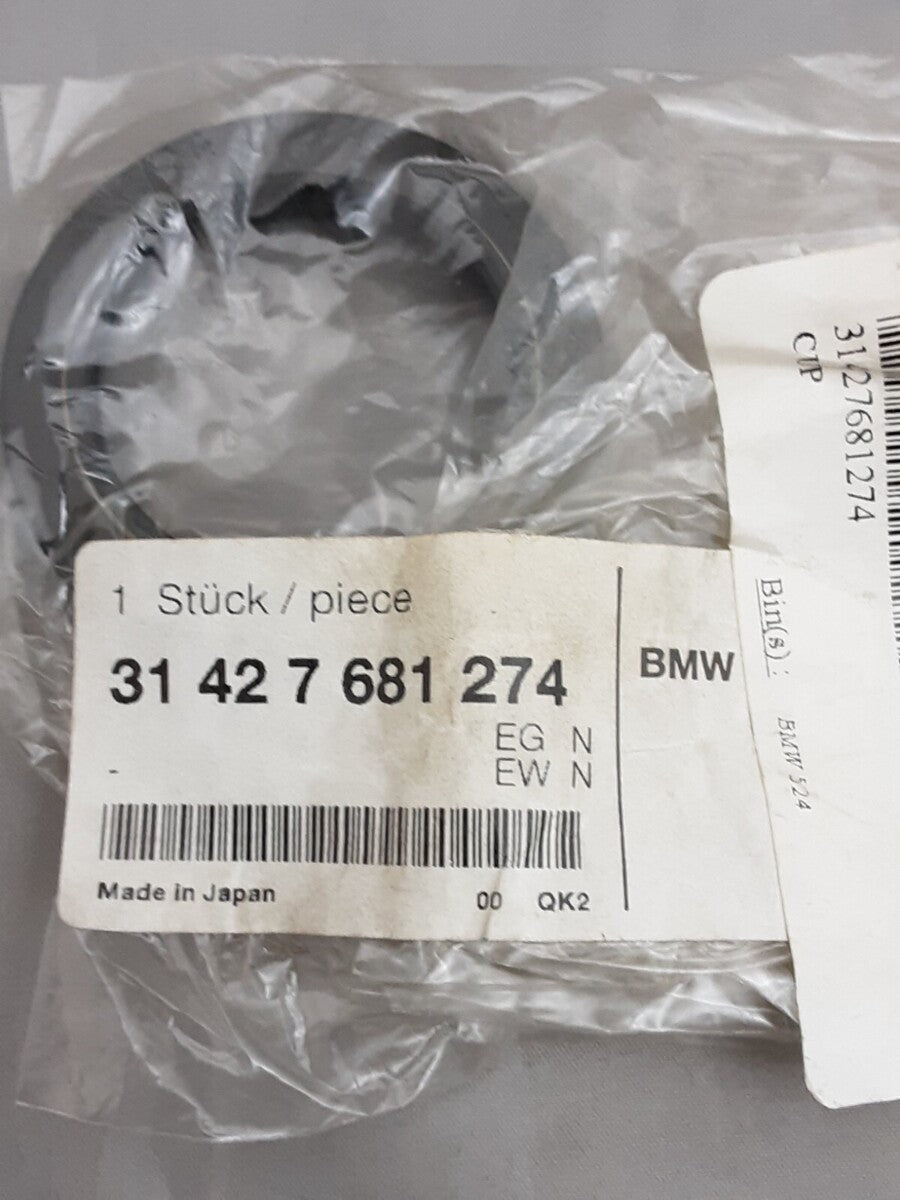 1 Stück / piece
31 42 7 681 274
EG N
- EW N
Made in Japan 00 QK2
BMW
31427681274
CUP
Bin(s) : BMW 524